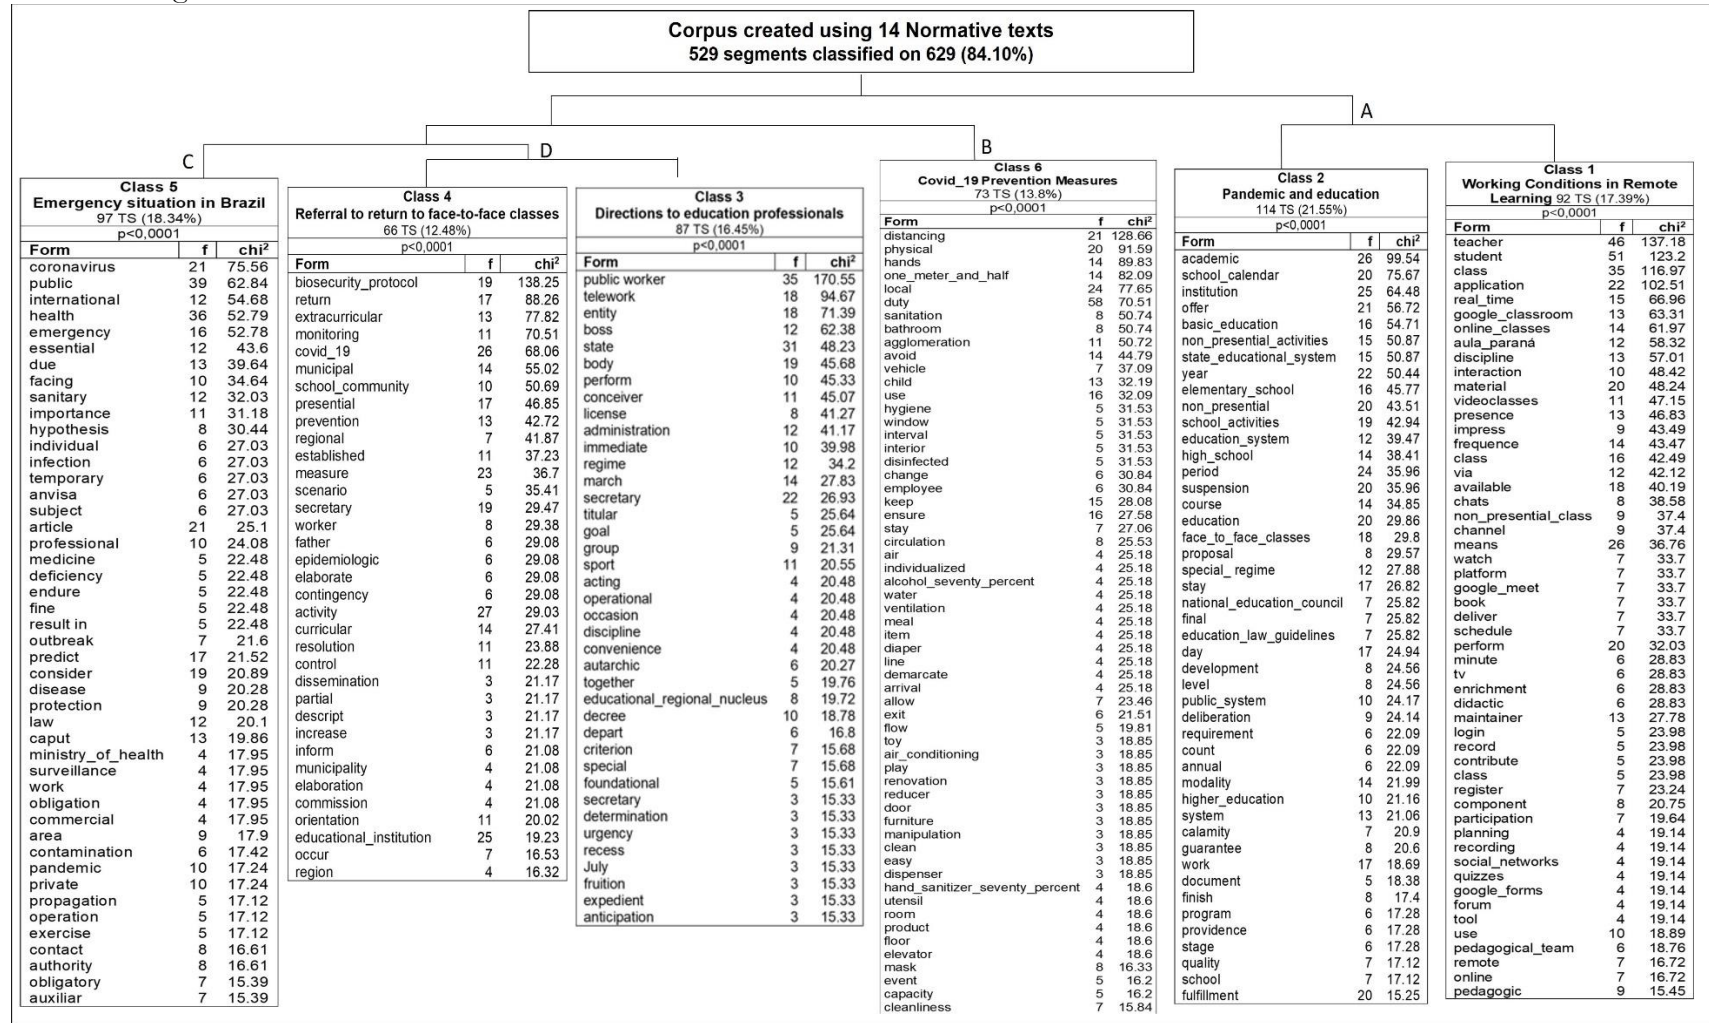 Corpus created using 14 Normative texts
529 segments classified on 629 (84.10%)
A
B
C
D
Class 5
Emergency situation in Brazil
97 TS (18.34%)
p<0,0001
Form f chi²
coronavirus 21 75.56
public 39 62.84
international 12 54.68
health 36 52.79
emergency 16 52.78
essential 12 43.6
due 13 39.64
facing 10 34.64
sanitary 12 32.03
importance 11 31.18
hypothesis 8 30.44
individual 6 27.03
infection 6 27.03
temporary 6 27.03
anvisa 6 27.03
subject 6 27.03
article 21 25.1
professional 10 24.08
medicine 5 22.48
deficiency 5 22.48
endure 5 22.48
fine 5 22.48
result in 5 22.48
outbreak 7 21.6
predict 17 21.52
consider 19 20.89
disease 9 20.28
protection 9 20.28
law 12 20.1
caput 13 19.86
ministry_of_health 4 17.95
surveillance 4 17.95
work 4 17.95
obligation 4 17.95
commercial 4 17.95
area 9 17.9
contamination 6 17.42
pandemic 10 17.24
private 10 17.24
propagation 5 17.12
operation 5 17.12
exercise 5 17.12
contact 8 16.61
authority 8 16.61
obligatory 7 15.39
auxiliar 7 15.39
Class 4
Referral to return to face-to-face classes
66 TS (12.48%)
p<0,0001
Form f chi²
biosecurity_protocol 19 138.25
return 17 88.26
extracurricular 13 77.82
monitoring 11 70.51
covid_19 26 68.06
municipal 14 55.02
school_community 10 50.69
presential 17 46.85
prevention 13 42.72
regional 7 41.87
established 11 37.23
measure 23 36.7
scenario 5 35.41
secretary 19 29.47
worker 8 29.38
father 6 29.08
epidemiologic 6 29.08
elaborate 6 29.08
contingency 6 29.08
activity 27 29.03
curricular 14 27.41
resolution 11 23.88
control 11 22.28
dissemination 3 21.17
partial 3 21.17
descript 3 21.17
increase 3 21.17
inform 6 21.08
municipality 4 21.08
elaboration 4 21.08
commission 4 21.08
orientation 11 20.02
educational_institution 25 19.23
occur 7 16.53
region 4 16.32
Class 3
Directions to education professionals
87 TS (16.45%)
p<0,0001
Form f chi²
public worker 35 170.55
telework 18 94.67
entity 18 71.39
boss 12 62.38
state 31 48.23
body 19 45.68
perform 10 45.33
conceiver 11 45.07
license 8 41.27
administration 12 41.17
immediate 10 39.98
regime 12 34.2
march 14 27.83
secretary 22 26.93
titular 5 25.64
goal 5 25.64
group 9 21.31
sport 11 20.55
acting 4 20.48
operational 4 20.48
occasion 4 20.48
discipline 4 20.48
convenience 4 20.48
autarchic 6 20.27
together 5 19.76
educational_regional_nucleus 8 19.72
decree 10 18.78
depart 6 16.8
criterion 7 15.68
special 7 15.68
foundational 5 15.61
secretary 3 15.33
determination 3 15.33
urgency 3 15.33
recess 3 15.33
July 3 15.33
fruition 3 15.33
expedient 3 15.33
anticipation 3 15.33
Class 6
Covid_19 Prevention Measures
73 TS (13.8%)
p<0,0001
Form f chi²
distancing 21 128.66
physical 20 91.59
hands 14 89.83
one_meter_and_half 14 82.09
local 24 77.65
duty 58 70.51
sanitation 8 50.74
bathroom 8 50.74
agglomeration 11 50.72
avoid 14 44.79
vehicle 7 37.09
child 13 32.19
use 16 32.09
hygiene 5 31.53
window 5 31.53
interval 5 31.53
interior 5 31.53
disinfected 5 31.53
change 6 30.84
employee 6 30.84
keep 15 28.08
ensure 16 27.58
stay 7 27.06
circulation 8 25.53
air 4 25.18
individualized 4 25.18
alcohol_seventy_percent 4 25.18
water 4 25.18
ventilation 4 25.18
meal 4 25.18
item 4 25.18
diaper 4 25.18
line 4 25.18
demarcate 4 25.18
arrival 4 25.18
allow 7 23.46
exit 6 21.51
flow 5 19.81
toy 3 18.85
air_conditioning 3 18.85
play 3 18.85
renovation 3 18.85
reducer 3 18.85
door 3 18.85
furniture 3 18.85
manipulation 3 18.85
clean 3 18.85
easy 3 18.85
dispenser 3 18.85
hand_sanitizer_seventy_percent 4 18.6
utensil 4 18.6
room 4 18.6
product 4 18.6
floor 4 18.6
elevator 4 18.6
mask 8 16.33
event 5 16.2
capacity 5 16.2
cleanliness 7 15.84
Class 2
Pandemic and education
114 TS (21.55%)
p<0,0001
Form f chi²
academic 26 99.54
school_calendar 20 75.67
institution 25 64.48
offer 21 56.72
basic_education 16 54.71
non_presential_activities 15 50.87
state_educational_system 15 50.87
year 22 50.44
elementary_school 16 45.77
non_presential 20 43.51
school_activities 19 42.94
education_system 12 39.47
high_school 14 38.41
period 24 35.96
suspension 20 35.96
course 14 34.85
education 20 29.86
face_to_face_classes 18 29.8
proposal 8 29.57
special_ regime 12 27.88
stay 17 26.82
national_education_council 7 25.82
final 7 25.82
education_law_guidelines 7 25.82
day 17 24.94
development 8 24.56
level 8 24.56
public_system 10 24.17
deliberation 9 24.14
requirement 6 22.09
count 6 22.09
annual 6 22.09
modality 14 21.99
higher_education 10 21.16
system 13 21.06
calamity 7 20.9
guarantee 8 20.6
work 17 18.69
document 5 18.38
finish 8 17.4
program 6 17.28
providence 6 17.28
stage 6 17.28
quality 7 17.12
school 7 17.12
fulfillment 20 15.25
Class 1
Working Conditions in Remote
Learning 92 TS (17.39%)
p<0,0001
Form f chi²
teacher 46 137.18
student 51 123.2
class 35 116.97
application 22 102.51
real_time 15 66.96
google_classroom 13 63.31
online_classes 14 61.97
aula_paraná 12 58.32
discipline 13 57.01
interaction 10 48.42
material 20 48.24
videoclasses 11 47.15
presence 13 46.83
impress 9 43.49
frequence 14 43.47
class 16 42.49
via 12 42.12
available 18 40.19
chats 8 38.58
non_presential_class 9 37.4
channel 9 37.4
means 26 36.76
watch 7 33.7
platform 7 33.7
google_meet 7 33.7
book 7 33.7
deliver 7 33.7
schedule 7 33.7
perform 20 32.03
minute 6 28.83
tv 6 28.83
enrichment 6 28.83
didactic 6 28.83
maintainer 13 27.78
login 5 23.98
record 5 23.98
contribute 5 23.98
class 5 23.98
register 7 23.24
component 8 20.75
participation 7 19.64
planning 4 19.14
recording 4 19.14
social_networks 4 19.14
quizzes 4 19.14
google_forms 4 19.14
forum 4 19.14
tool 4 19.14
use 10 18.89
pedagogical_team 6 18.76
remote 7 16.72
online 7 16.72
pedagogic 9 15.45